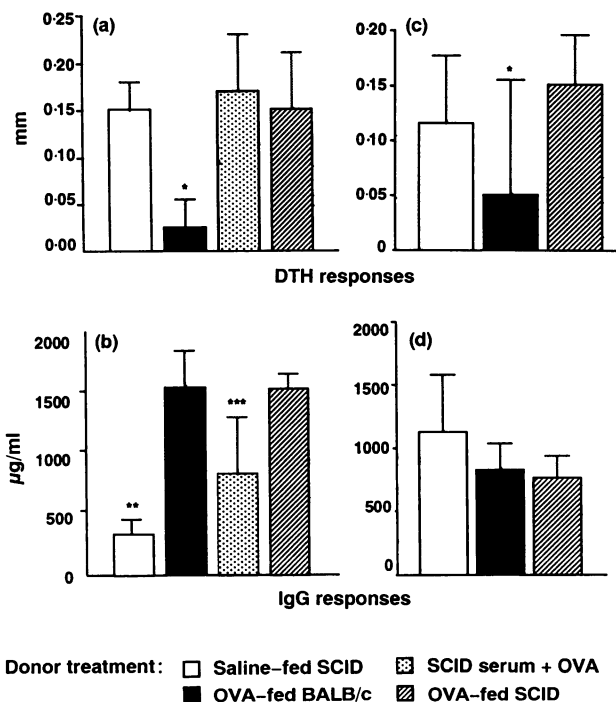 (a)
0·25
0·20
0·15
0·10
0·05
0·00
mm
*
(c)
0·20
0·15
0·10
0·05
0
*
DTH responses
(b)
2000
1500
1000
500
0
µg/ml
**
***
(d)
2000
1500
1000
500
0
IgG responses
Donor treatment: Saline–fed SCID SCID serum + OVA
OVA–fed BALB/c OVA–fed SCID